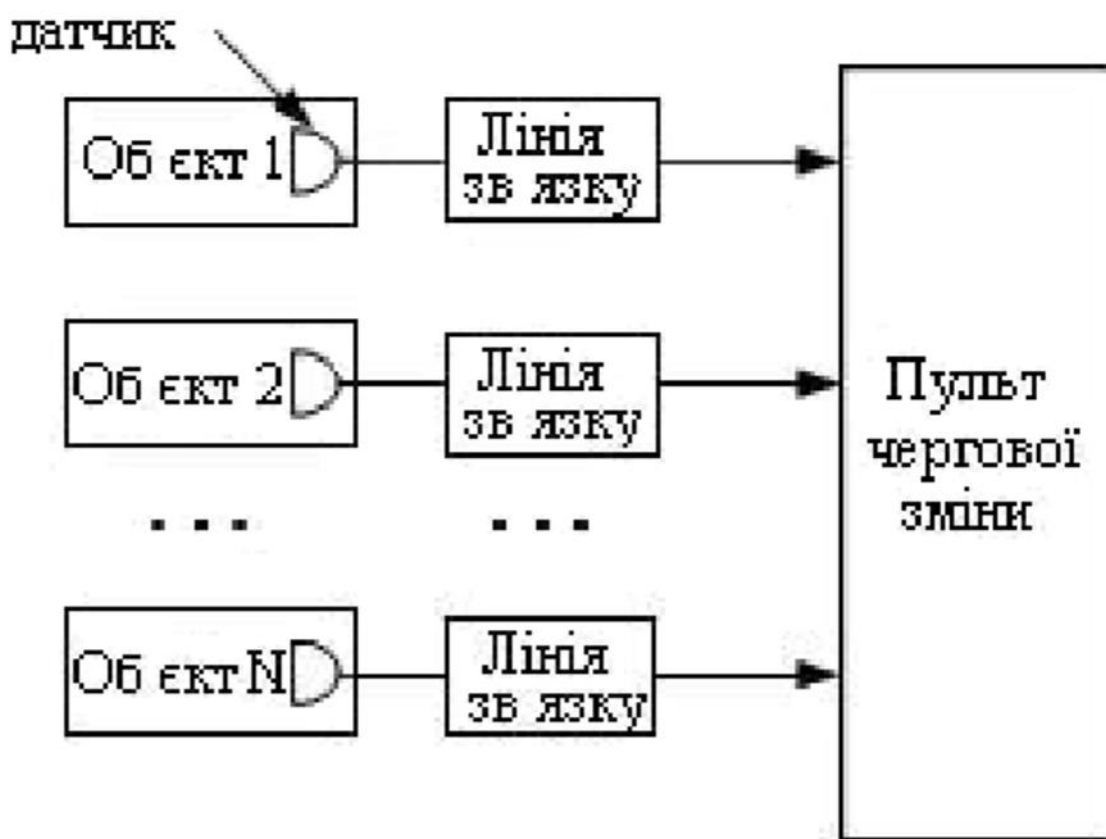 датчик
Об єкт 1
Лінія
зв язку
Об єкт 2
Лінія
зв язку
Пульт
чергової
зміни
. . .
. . .
Об єкт N
Лінія
зв язку